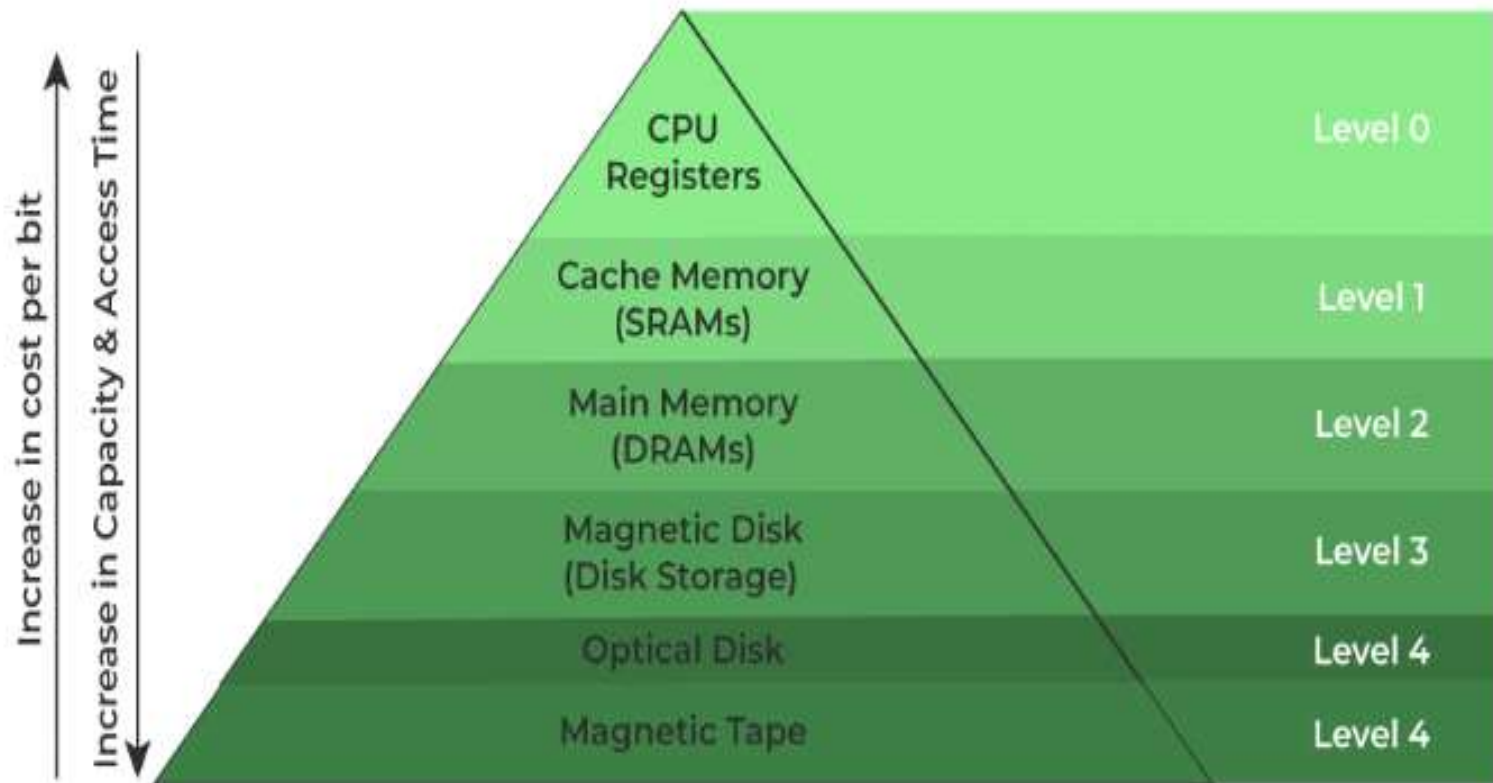 Increase in cost per bit
Increase in Capacity & Access Time
CPU
Registers
Level 0
Cache Memory
(SRAMs)
Level 1
Main Memory
(DRAMs)
Level 2
Magnetic Disk
(Disk Storage)
Level 3
Optical Disk
Level 4
Magnetic Tape
Level 4